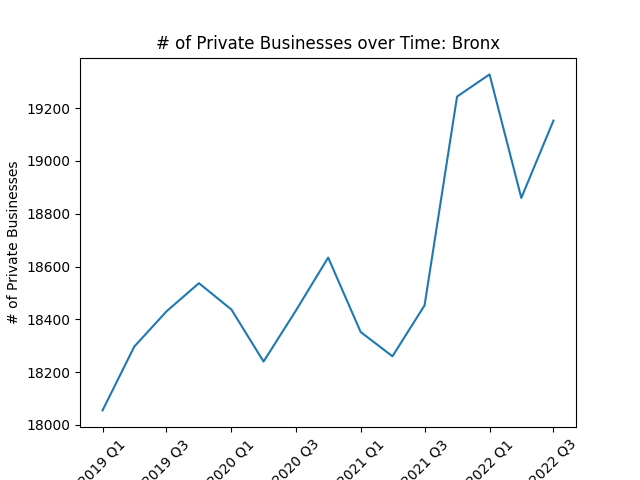 # of Private Businesses over Time: Bronx
# of Private Businesses
19200
19000
18800
18600
18400
18200
18000
2019 Q1
2019 Q3
2020 Q1
2020 Q3
2021 Q1
2021 Q3
2022 Q1
2022 Q3